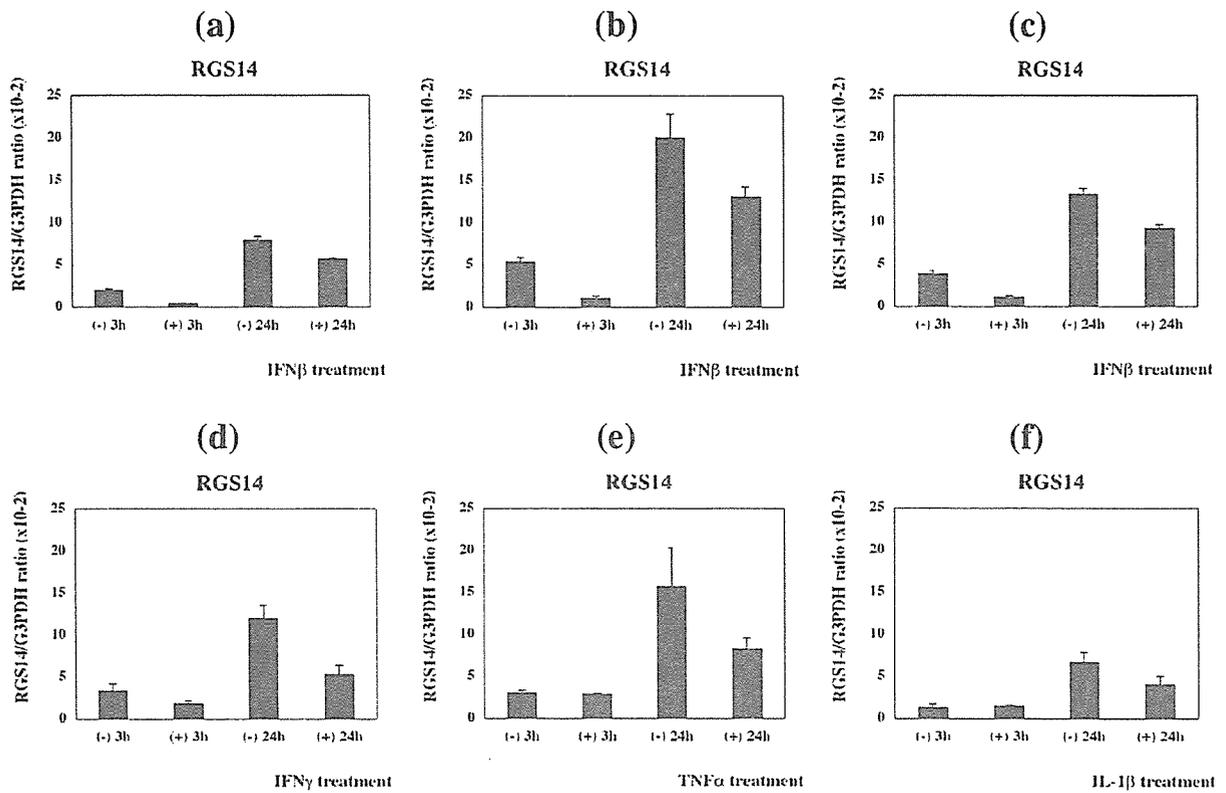 (a)
RGS14
RGS14/G3PDH ratio (x10-2)
25
20
15
10
5
0
(-) 3h (+) 3h (-) 24h (+) 24h
IFNβ treatment
(b)
RGS14
RGS14/G3PDH ratio (x10-2)
25
20
15
10
5
0
(-) 3h (+) 3h (-) 24h (+) 24h
IFNβ treatment
(c)
RGS14
RGS14/G3PDH ratio (x10-2)
25
20
15
10
5
0
(-) 3h (+) 3h (-) 24h (+) 24h
IFNβ treatment
(d)
RGS14
RGS14/G3PDH ratio (x10-2)
25
20
15
10
5
0
(-) 3h (+) 3h (-) 24h (+) 24h
IFNγ treatment
(e)
RGS14
RGS14/G3PDH ratio (x10-2)
25
20
15
10
5
0
(-) 3h (+) 3h (-) 24h (+) 24h
TNFα treatment
(f)
RGS14
RGS14/G3PDH ratio (x10-2)
25
20
15
10
5
0
(-) 3h (+) 3h (-) 24h (+) 24h
IL-1β treatment